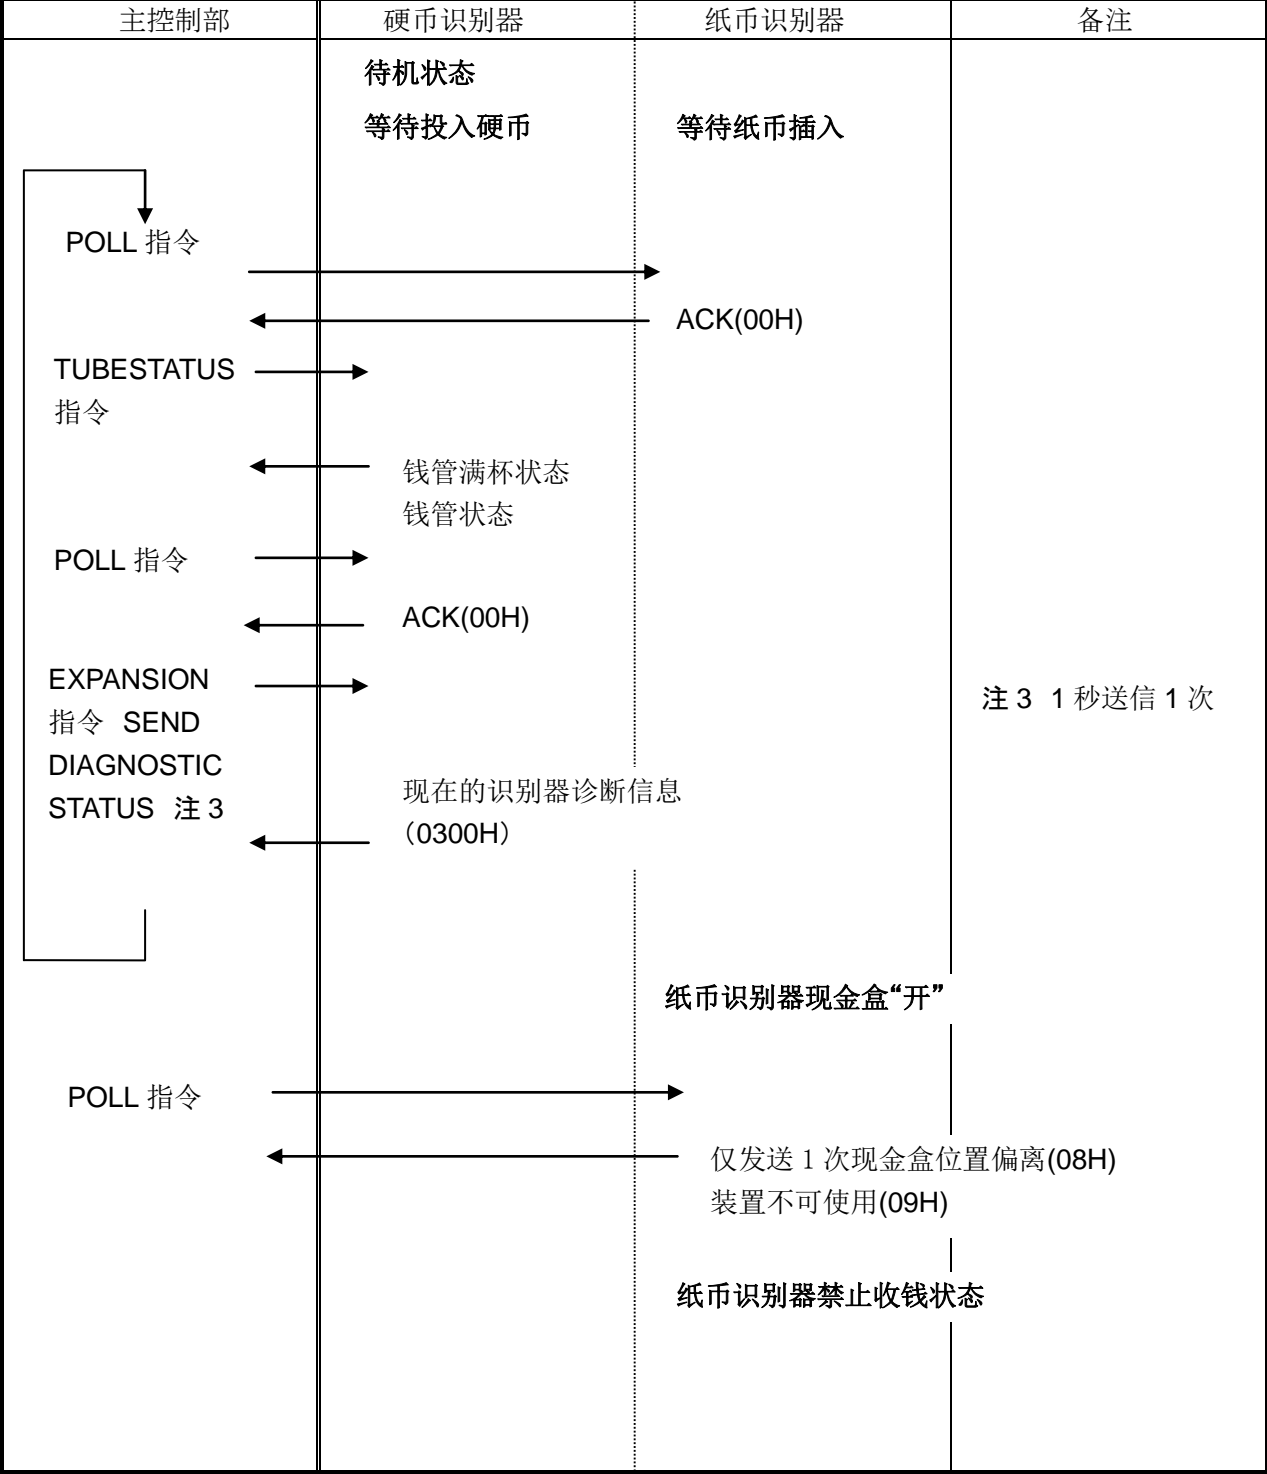 主控制部
硬币识别器
纸币识别器
备注
待机状态
等待投入硬币
等待纸币插入
POLL 指令
ACK(00H)
TUBESTATUS
指令
钱管满杯状态
钱管状态
POLL 指令
ACK(00H)
EXPANSION
指令 SEND
DIAGNOSTIC
STATUS 注 3
注 3 1 秒送信 1 次
现在的识别器诊断信息
（0300H）
纸币识别器现金盒“开”
POLL 指令
仅发送 1 次现金盒位置偏离(08H)
装置不可使用(09H)
纸币识别器禁止收钱状态